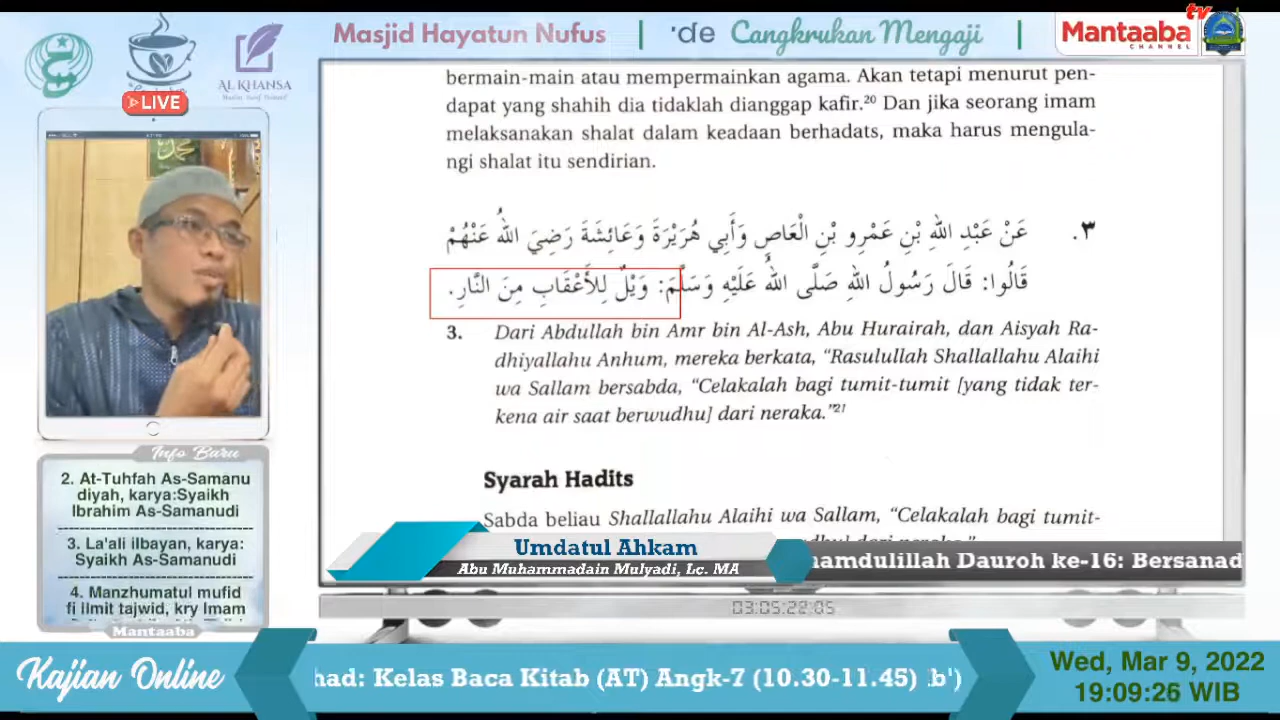 Masjid Hayatun Nufus | 'de Cangkrukan Mengaji |
Mantaaba tv
CHANNEL
AL KHANSA
LIVE
bermain-main atau mempermainkan agama. Akan tetapi menurut pen-
dapat yang shahih dia tidaklah dianggap kafir.20 Dan jika seorang imam
melaksanakan shalat dalam keadaan berhadats, maka harus mengula-
ngi shalat itu sendirian.
٣. عَنْ عَبْدِ اللهِ بْنِ عَمْرِو بْنِ الْعَاصِ وَأَبِي هُرَيْرَةَ وَعَائِشَةَ رَضِيَ اللهُ عَنْهُمْ
قَالُوا: قَالَ رَسُولُ اللهِ صَلَّى اللهُ عَلَيْهِ وَسَلَّمَ: وَيْلٌ لِلأَعْقَابِ مِنَ النَّارِ.
3. Dari Abdullah bin Amr bin Al-Ash, Abu Hurairah, dan Aisyah Ra-
dhiyallahu Anhum, mereka berkata, “Rasulullah Shallallahu Alaihi
wa Sallam bersabda, “Celakalah bagi tumit-tumit [yang tidak ter-
kena air saat berwudhu] dari neraka.”21
Syarah Hadits
Sabda beliau Shallallahu Alaihi wa Sallam, “Celakalah bagi tumit-
Info Baru
2. At-Tuhfah As-Samanu
diyah, karya:Syaikh
Ibrahim As-Samanudi
3. La'ali ilbayan, karya:
Syaikh As-Samanudi
4. Manzhumatul mufid
fi ilmit tajwid, kry Imam
Mantaaba
Umdatul Ahkam
Abu Muhammadain Mulyadi, Lc. MA
namdulillah Dauroh ke-16: Bersanad
03:05:22:05
Kajian Online
had: Kelas Baca Kitab (AT) Angk-7 (10.30-11.45) .b')
Wed, Mar 9, 2022
19:09:26 WIB